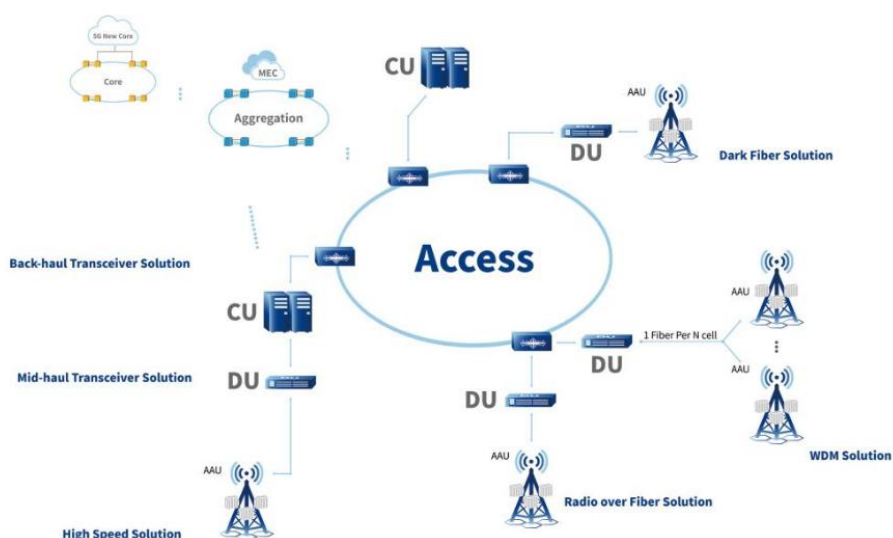 5G New Core
Core
MEC
Aggregation
CU
AAU
DU
Dark Fiber Solution
Access
Back-haul Transceiver Solution
CU
AAU
1 Fiber Per N cell
DU
Mid-haul Transceiver Solution
DU
AAU
DU
WDM Solution
AAU
AAU
Radio over Fiber Solution
High Speed Solution